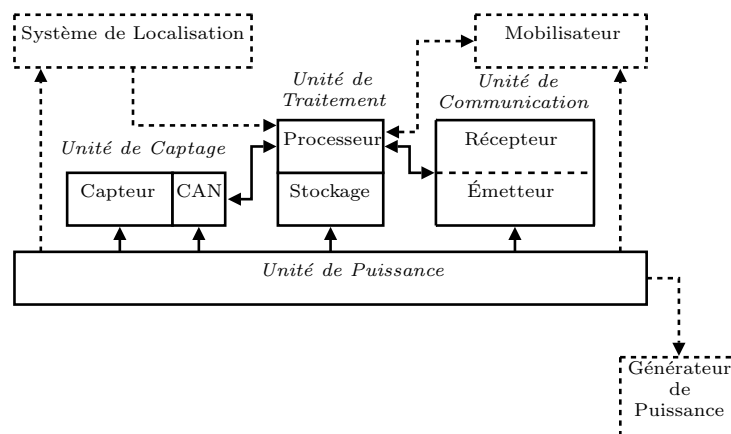 Système de Localisation
Mobilisateur
Unité de
Traitement
Unité de
Communication
Processeur
Récepteur
Unité de Captage
Capteur
CAN
Stockage
Émetteur
Unité de Puissance
Générateur
de
Puissance